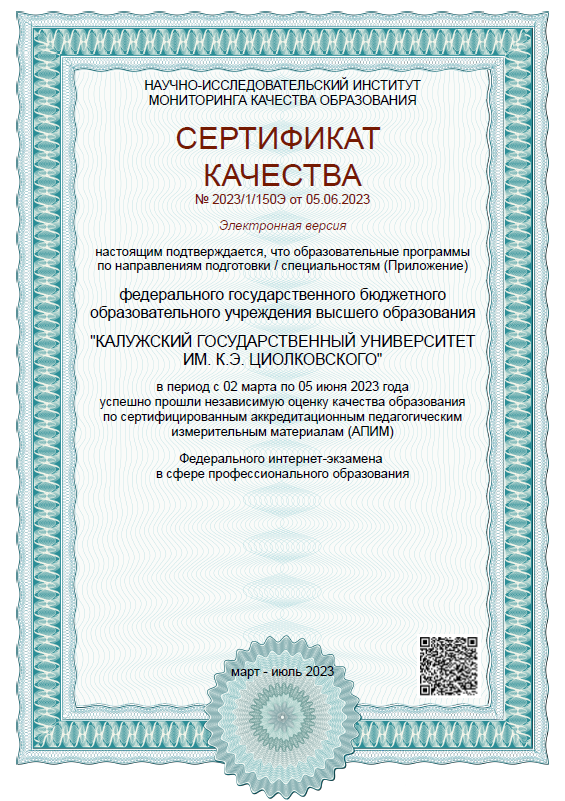 НАУЧНО-ИССЛЕДОВАТЕЛЬСКИЙ ИНСТИТУТ
МОНИТОРИНГА КАЧЕСТВА ОБРАЗОВАНИЯ
СЕРТИФИКАТ
КАЧЕСТВА
№ 2023/1/150Э от 05.06.2023
Электронная версия
настоящим подтверждается, что образовательные программы
по направлениям подготовки / специальностям (Приложение)
федерального государственного бюджетного
образовательного учреждения высшего образования
"КАЛУЖСКИЙ ГОСУДАРСТВЕННЫЙ УНИВЕРСИТЕТ
ИМ. К.Э. ЦИОЛКОВСКОГО"
в период с 02 марта по 05 июня 2023 года
успешно прошли независимую оценку качества образования
по сертифицированным аккредитационным педагогическим
измерительным материалам (АПИМ)
Федерального интернет-экзамена
в сфере профессионального образования
март - июль 2023